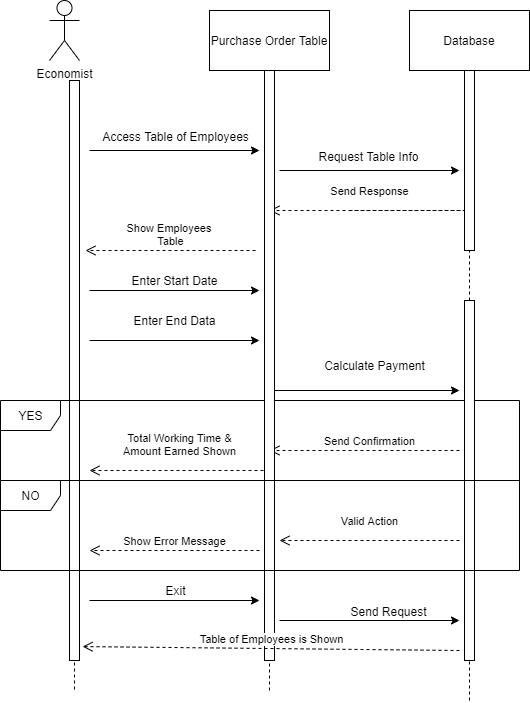 Economist
Purchase Order Table
Database
Access Table of Employees
Request Table Info
Send Response
Show Employees
Table
Enter Start Date
Enter End Data
Calculate Payment
YES
Total Working Time &
Amount Earned Shown
Send Confirmation
NO
Valid Action
Show Error Message
Exit
Send Request
Table of Employees is Shown